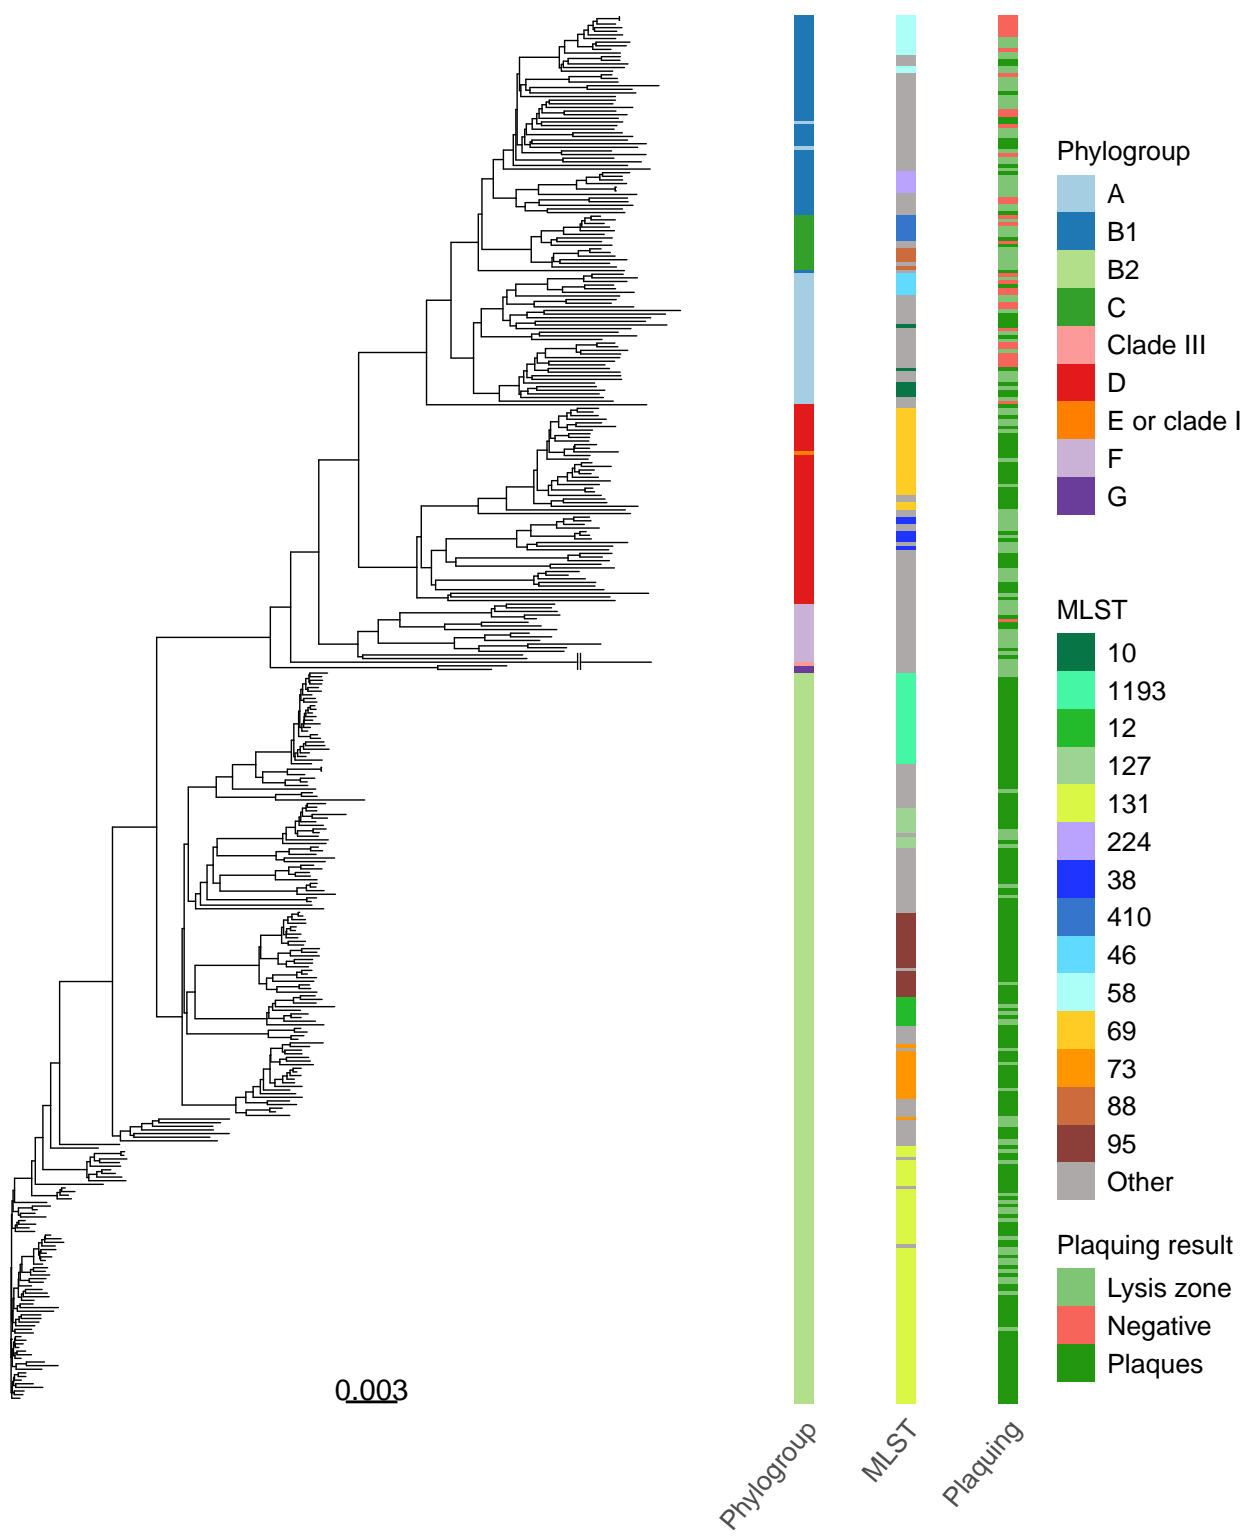 Phylogroup
A
B1
B2
C
Clade III
D
E or clade I
F
G
MLST
10
1193
12
127
131
224
38
410
46
58
69
73
88
95
Other
Plaquing result
Lysis zone
Negative
Plaques
0.003
Phylogroup
MLST
Plaquing